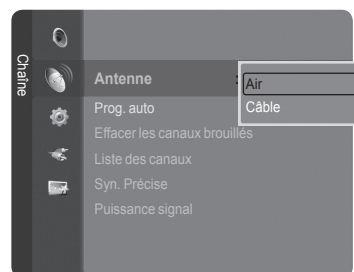 Chaîne
Antenne : Air
Câble
Prog. auto
Effacer les canaux brouillés
Liste des canaux
Syn. Précise
Puissance signal